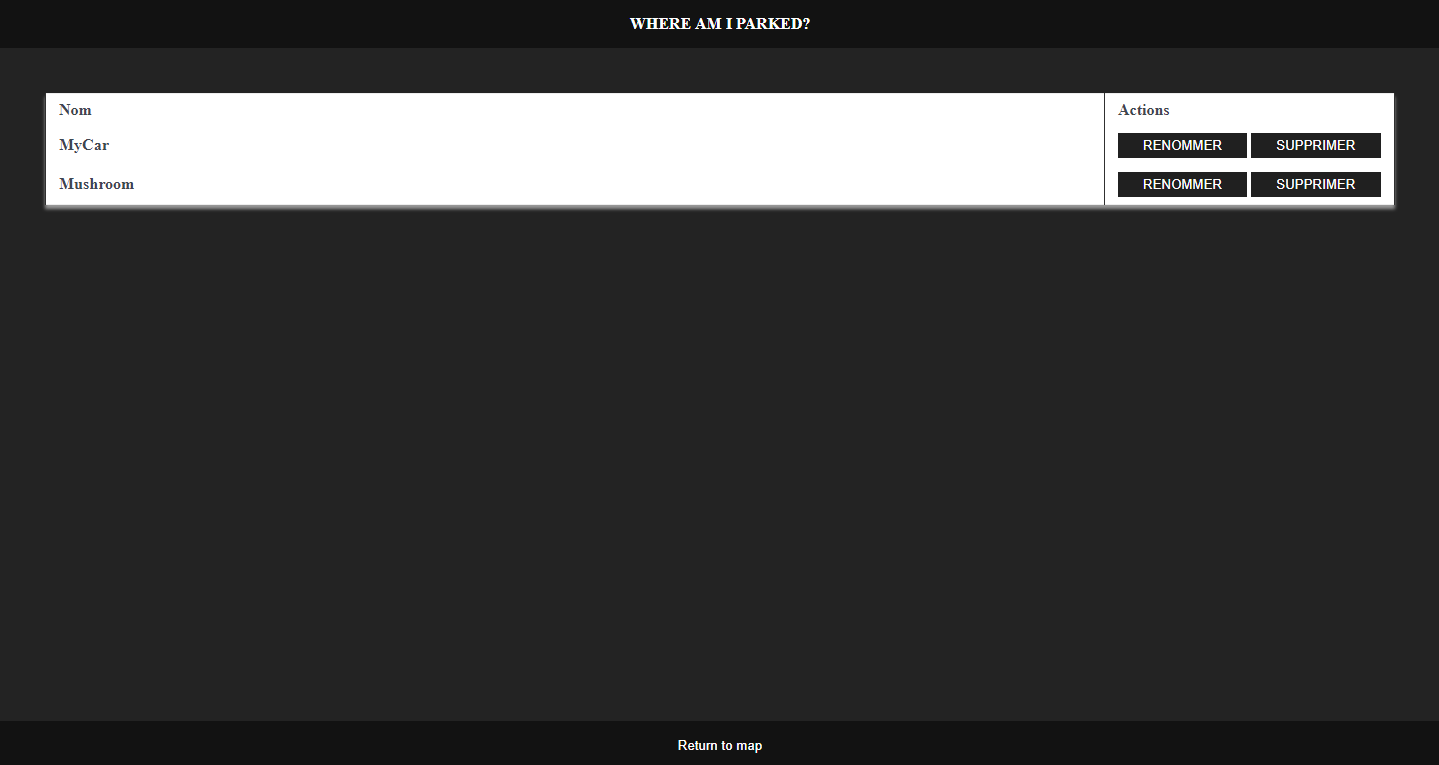 WHERE AM I PARKED?
Nom Actions
MyCar RENOMMER SUPPRIMER
Mushroom RENOMMER SUPPRIMER
Return to map